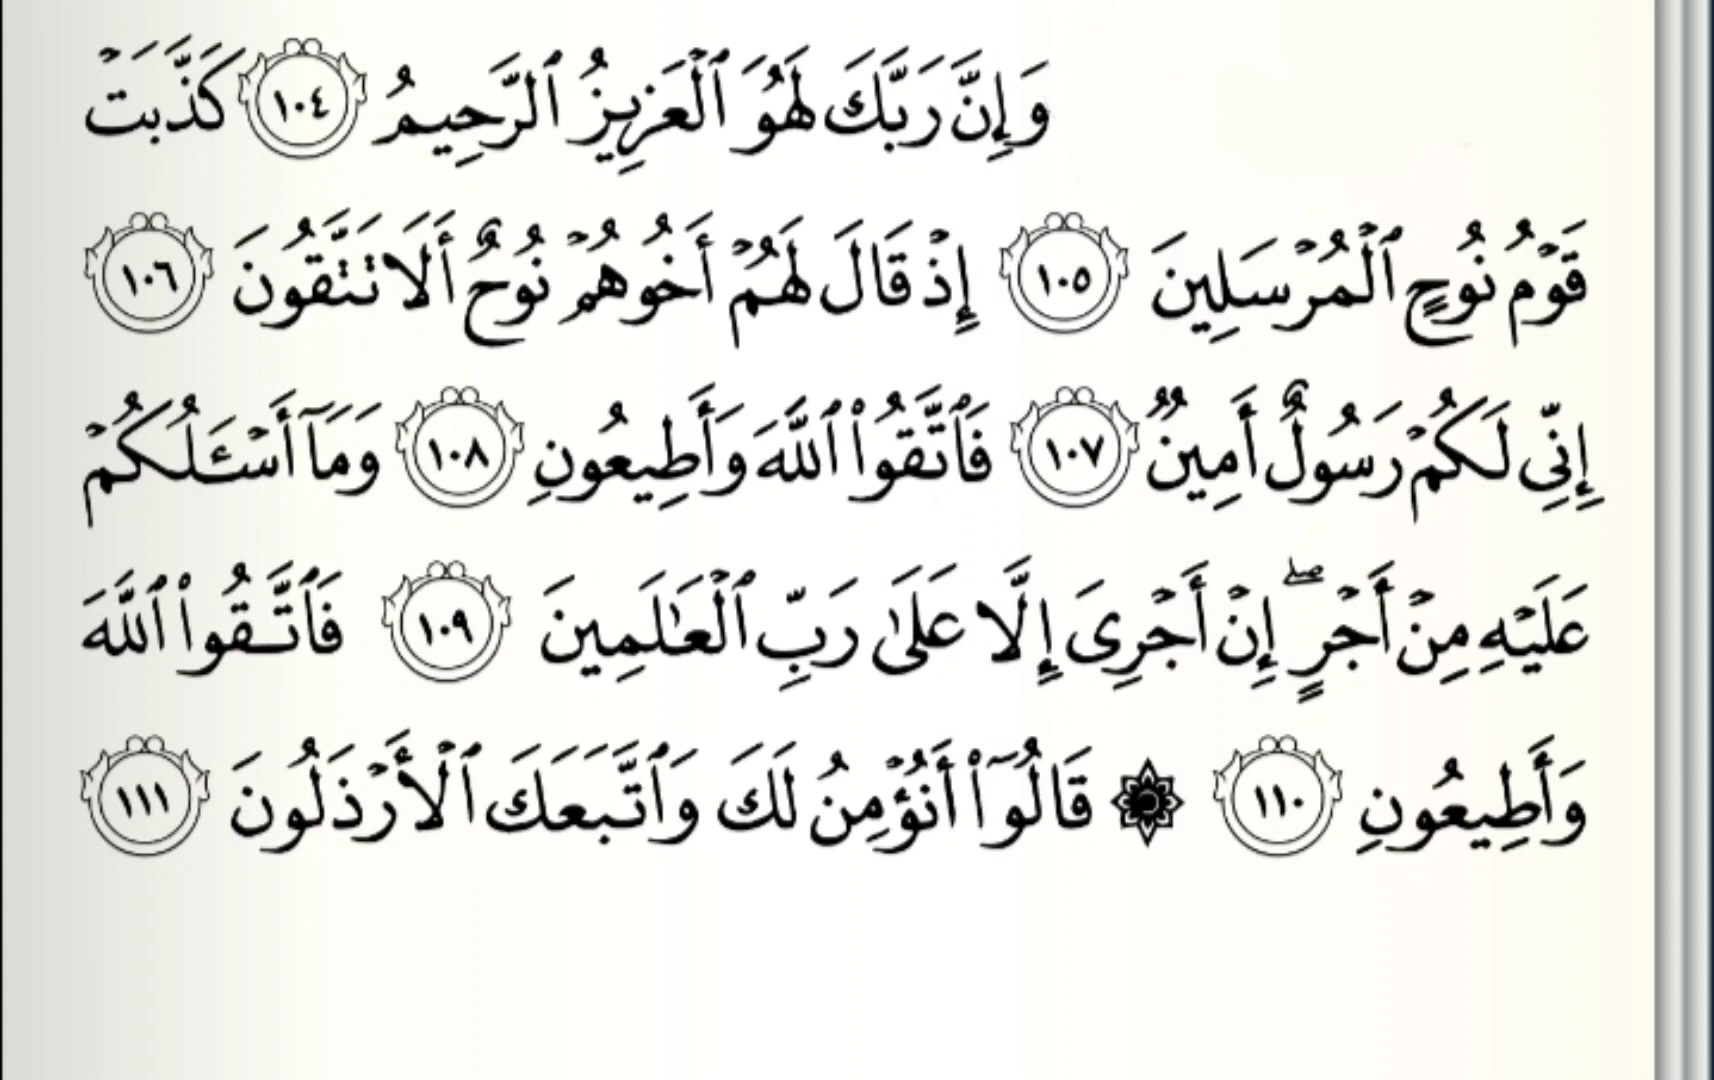 وَإِنَّ رَبَّكَ لَهُوَ ٱلْعَزِيزُ ٱلرَّحِيمُ ١٠٤ كَذَّبَتْ
قَوْمُ نُوحٍ ٱلْمُرْسَلِينَ ١٠٥ إِذْ قَالَ لَهُمْ أَخُوهُمْ نُوحٌ أَلَا تَتَّقُونَ ١٠٦
إِنِّى لَكُمْ رَسُولٌ أَمِينٌ ١٠٧ فَٱتَّقُوا۟ ٱللَّهَ وَأَطِيعُونِ ١٠٨ وَمَآ أَسْـَٔلُكُمْ
عَلَيْهِ مِنْ أَجْرٍ ۖ إِنْ أَجْرِىَ إِلَّا عَلَىٰ رَبِّ ٱلْعَـٰلَمِينَ ١٠٩ فَٱتَّقُوا۟ ٱللَّهَ
وَأَطِيعُونِ ١١٠ ۞ قَالُوٓا۟ أَنُؤْمِنُ لَكَ وَٱتَّبَعَكَ ٱلْأَرْذَلُونَ ١١١